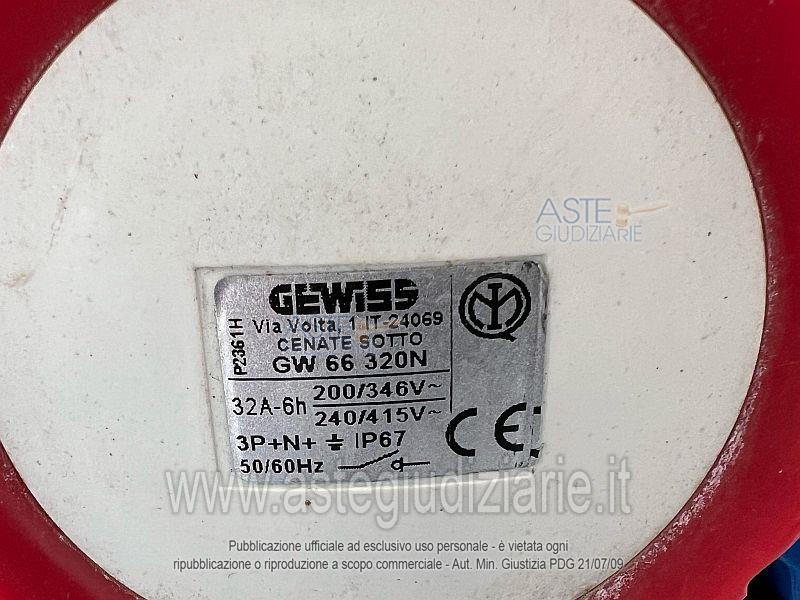 ASTE
GIUDIZIARIE
GEWISS
Via Volta, 1 IT-24069
CENATE SOTTO
GW 66 320N
P2361H
32A-6h 200/346V~
240/415V~
3P+N+⏚ IP67
50/60Hz
CE
www.astegiudiziarie.it
Pubblicazione ufficiale ad esclusivo uso personale - è vietata ogni
ripubblicazione o riproduzione a scopo commerciale - Aut. Min. Giustizia PDG 21/07/09